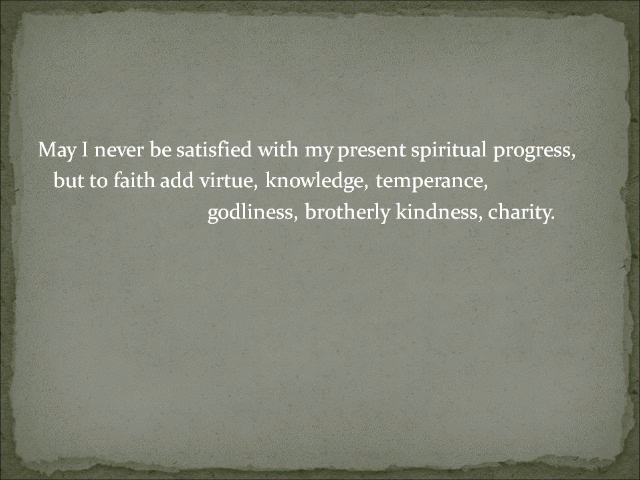 May I never be satisfied with my present spiritual progress,
but to faith add virtue, knowledge, temperance,
godliness, brotherly kindness, charity.